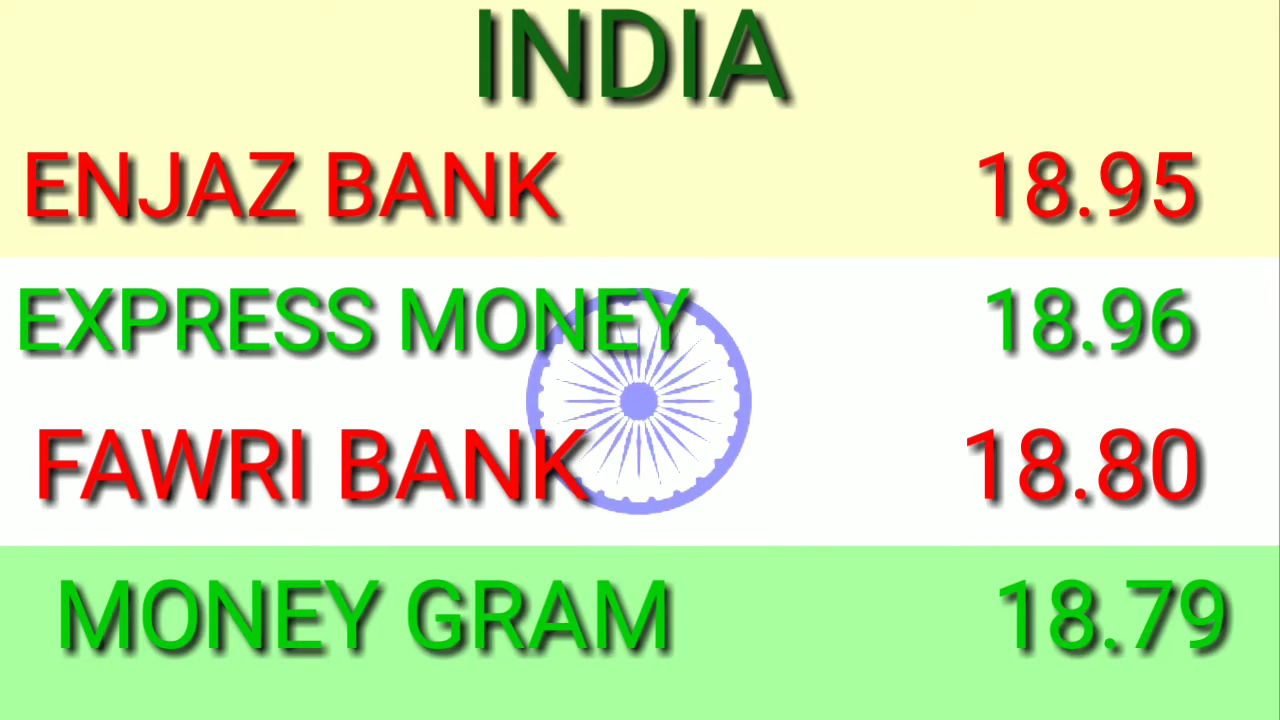 INDIA
ENJAZ BANK 18.95
EXPRESS MONEY 18.96
FAWRI BANK 18.80
MONEY GRAM 18.79